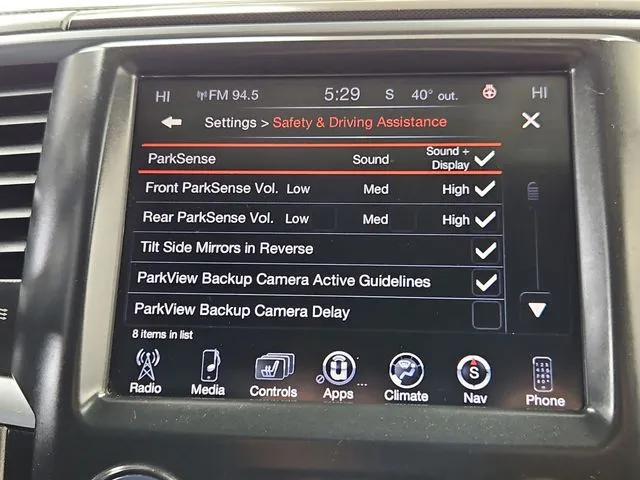 HI FM 94.5 5:29 S 40° out. HI
Settings > Safety & Driving Assistance
ParkSense Sound Sound + Display
Front ParkSense Vol. Low Med High
Rear ParkSense Vol. Low Med High
Tilt Side Mirrors in Reverse
ParkView Backup Camera Active Guidelines
ParkView Backup Camera Delay
8 items in list
S
Radio Media Controls Apps ... Climate Nav Phone